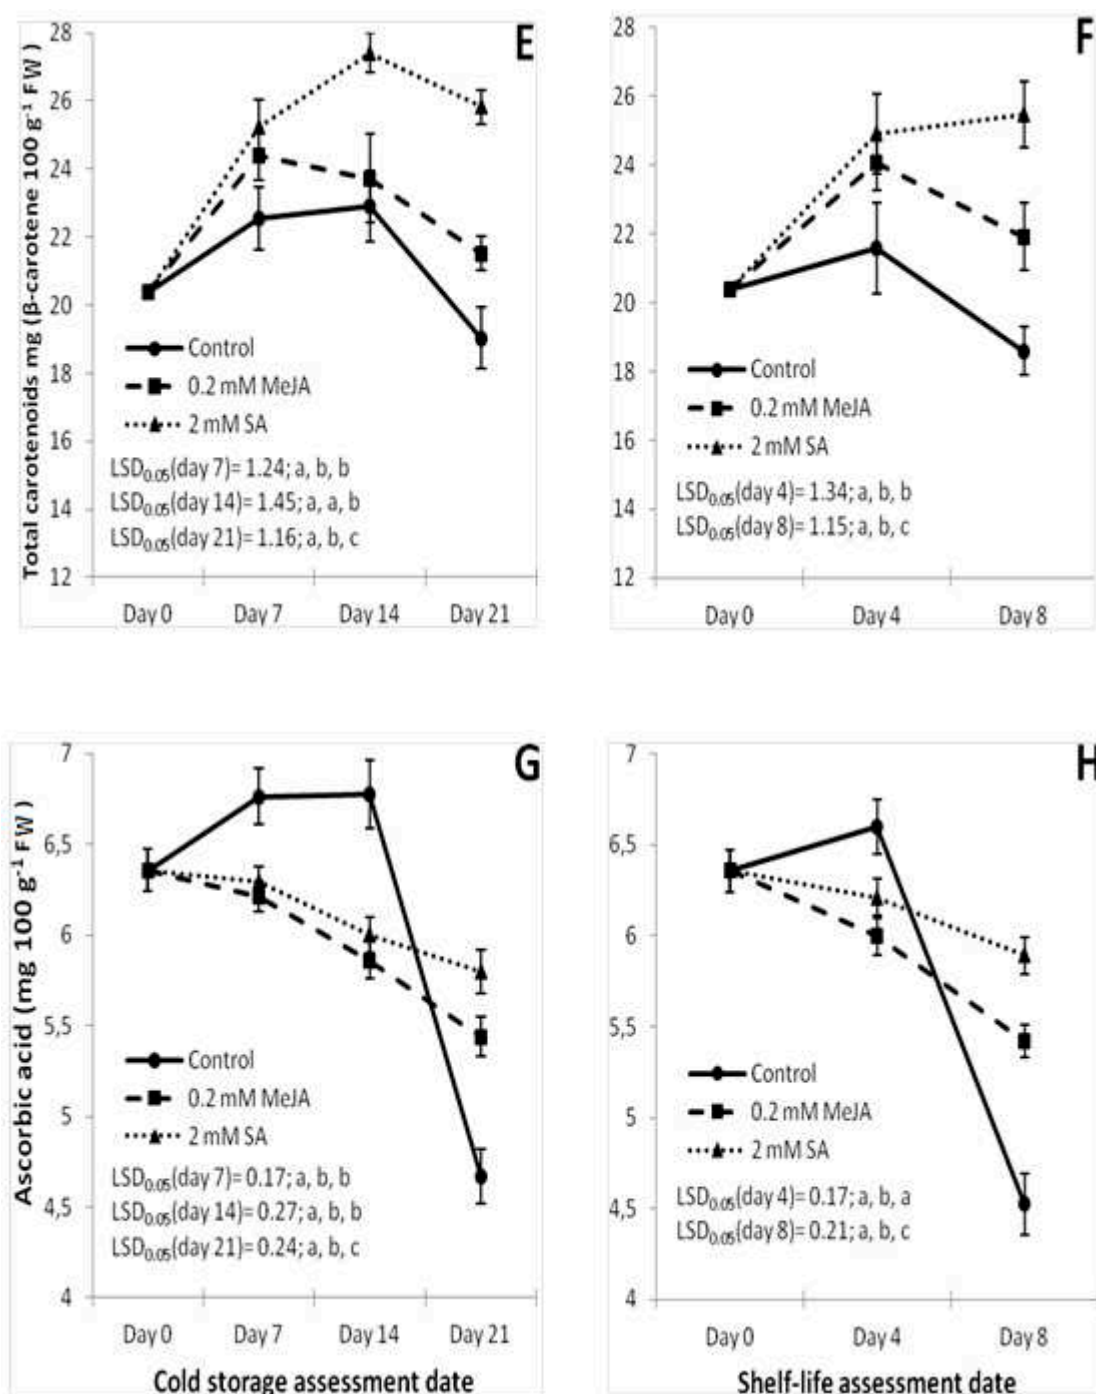 Total carotenoids mg (β-carotene 100 g⁻¹ FW )
E
28
26
24
22
20
18
16
14
12
Control
0.2 mM MeJA
2 mM SA
LSD₀.₀₅(day 7)= 1.24; a, b, b
LSD₀.₀₅(day 14)= 1.45; a, a, b
LSD₀.₀₅(day 21)= 1.16; a, b, c
Day 0 Day 7 Day 14 Day 21
F
28
26
24
22
20
18
16
14
12
Control
0.2 mM MeJA
2 mM SA
LSD₀.₀₅(day 4)= 1.34; a, b, b
LSD₀.₀₅(day 8)= 1.15; a, b, c
Day 0 Day 4 Day 8
Ascorbic acid (mg 100 g⁻¹ FW )
G
7
6,5
6
5,5
5
4,5
4
Control
0.2 mM MeJA
2 mM SA
LSD₀.₀₅(day 7)= 0.17; a, b, b
LSD₀.₀₅(day 14)= 0.27; a, b, b
LSD₀.₀₅(day 21)= 0.24; a, b, c
Day 0 Day 7 Day 14 Day 21
Cold storage assessment date
H
7
6,5
6
5,5
5
4,5
4
Control
0.2 mM MeJA
2 mM SA
LSD₀.₀₅(day 4)= 0.17; a, b, a
LSD₀.₀₅(day 8)= 0.21; a, b, c
Day 0 Day 4 Day 8
Shelf-life assessment date